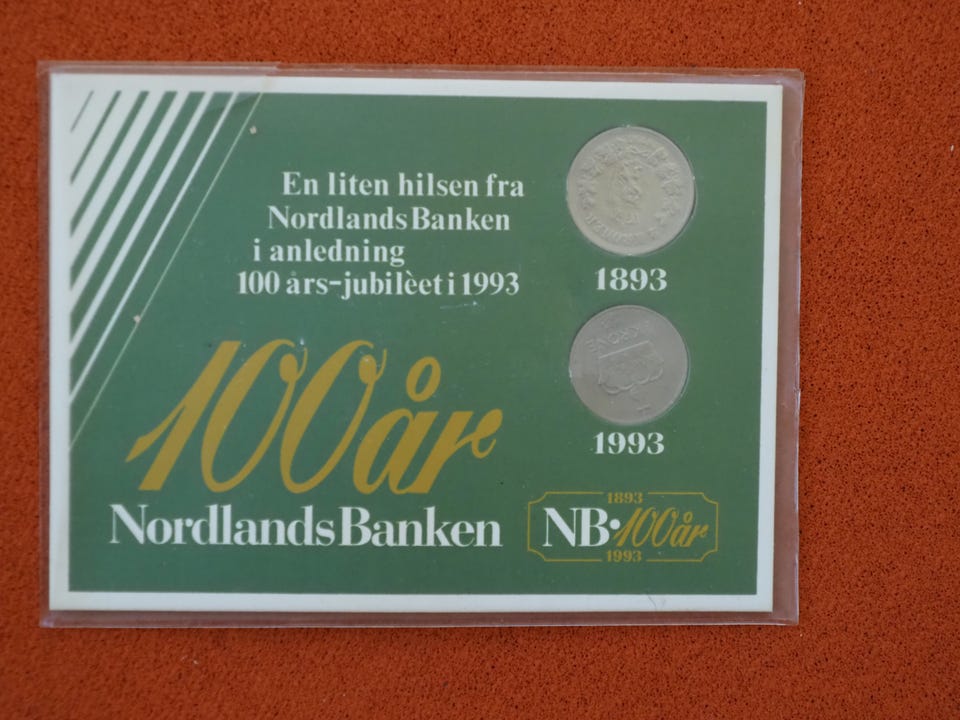 En liten hilsen fra
NordlandsBanken
i anledning
100 års-jubilèet i 1993
1893
1993
100 år
NordlandsBanken
1893
NB·100år
1993